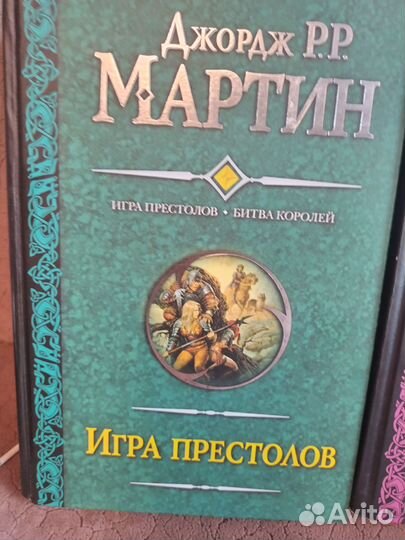 Джордж Р.Р.
МАРТИН
ИГРА ПРЕСТОЛОВ • БИТВА КОРОЛЕЙ
ИГРА ПРЕСТОЛОВ
Avito